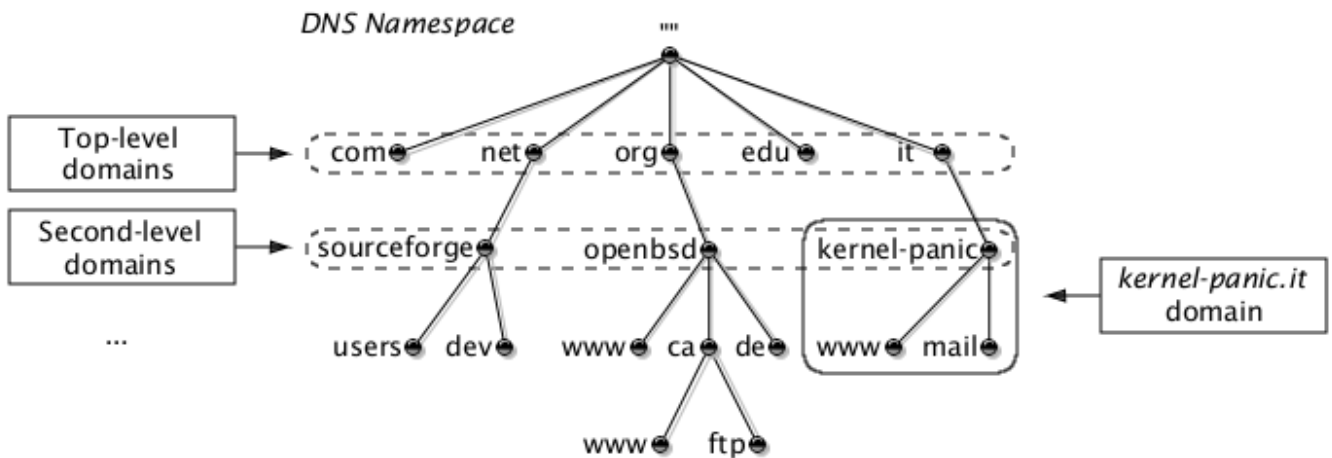 DNS Namespace
""
Top-level
domains
com net org edu it
Second-level
domains
sourceforge openbsd kernel-panic
kernel-panic.it
domain
...
users dev www ca de www mail
www ftp